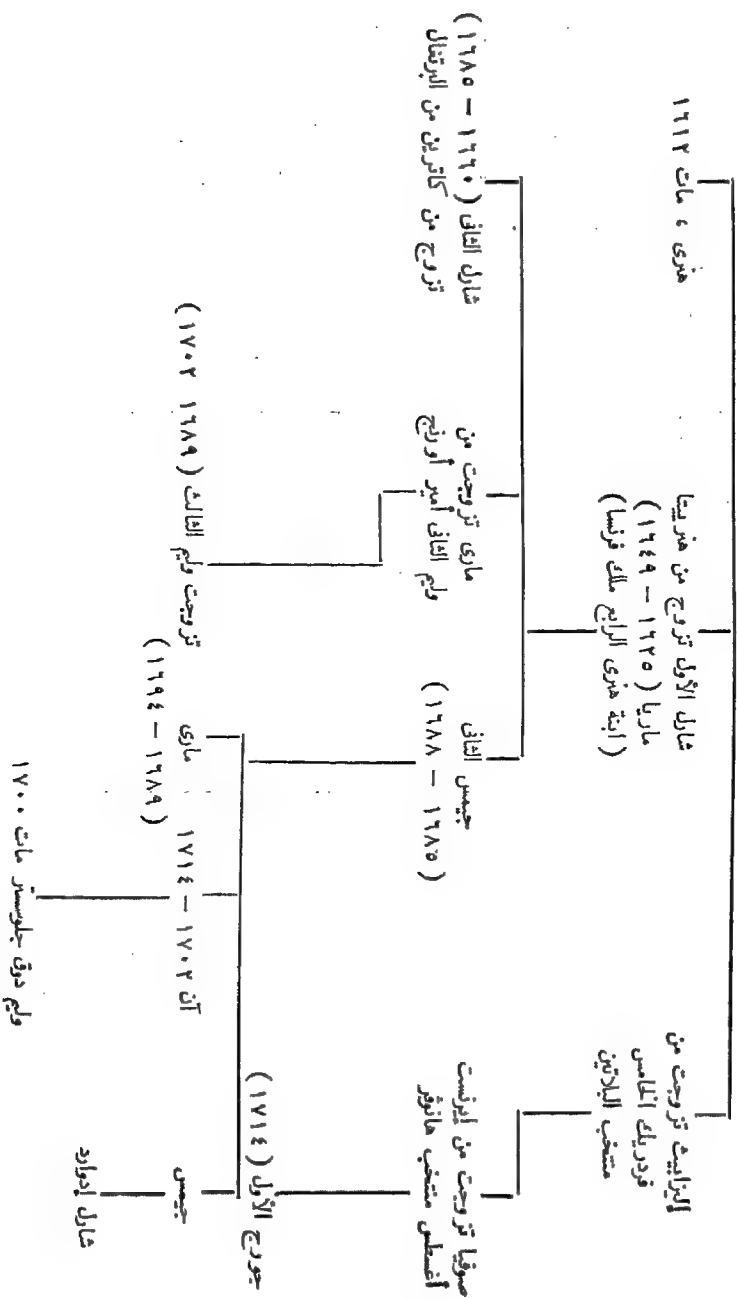 إليزابيث تزوجت من
فردريك الخامس
منتخب البلاتين
شارل الأول تزوج من هنريتا
ماريا ( ١٦٢٥ – ١٦٤٩ )
( ابنة هنرى الرابع ملك فرنسا )
هنرى ، مات ١٦١٢
صوفيا تزوجت من إيرنست
أغسطس منتخب هانوفر
جيمس الثانى
( ١٦٨٥ – ١٦٨٨ )
مارى تزوجت من
وليم الثانى أمير أورنج
شارل الثانى ( ١٦٦٠ – ١٦٨٥ )
تزوج من كاترين من البرتغال
جورج الأول ( ١٧١٤ )
جيمس
آن ١٧٠٢ – ١٧١٤
مارى
( ١٦٨٩ – ١٦٩٤ )
تزوجت وليم الثالث ( ١٦٨٩ ١٧٠٢ )
شارل إدوارد
وليم دوق جلوستر مات ١٧٠٠